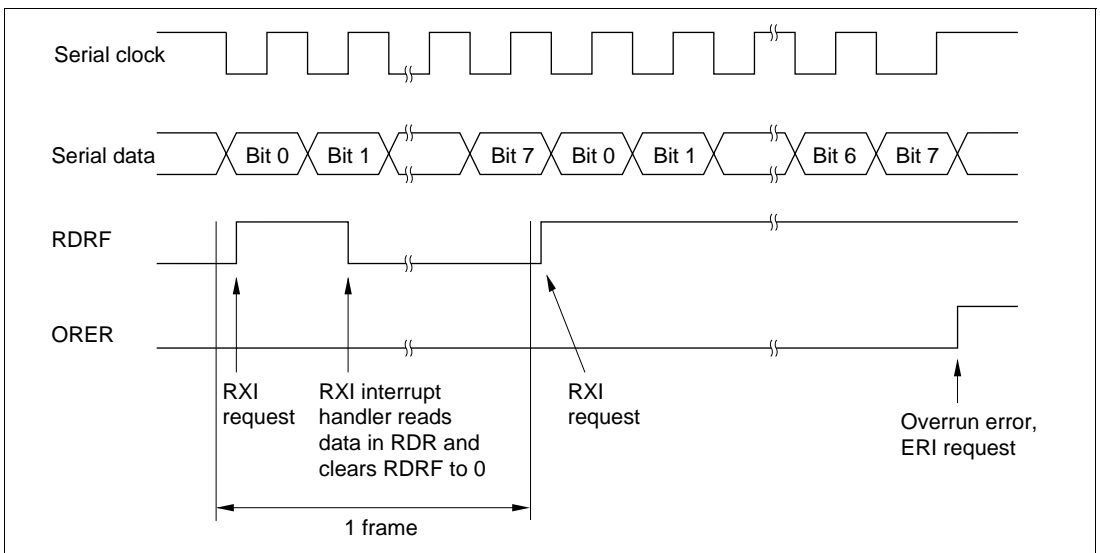 Serial clock
Serial data
Bit 0 Bit 1 Bit 7 Bit 0 Bit 1 Bit 6 Bit 7
RDRF
ORER
RXI
request
RXI interrupt
handler reads
data in RDR and
clears RDRF to 0
RXI
request
Overrun error,
ERI request
1 frame